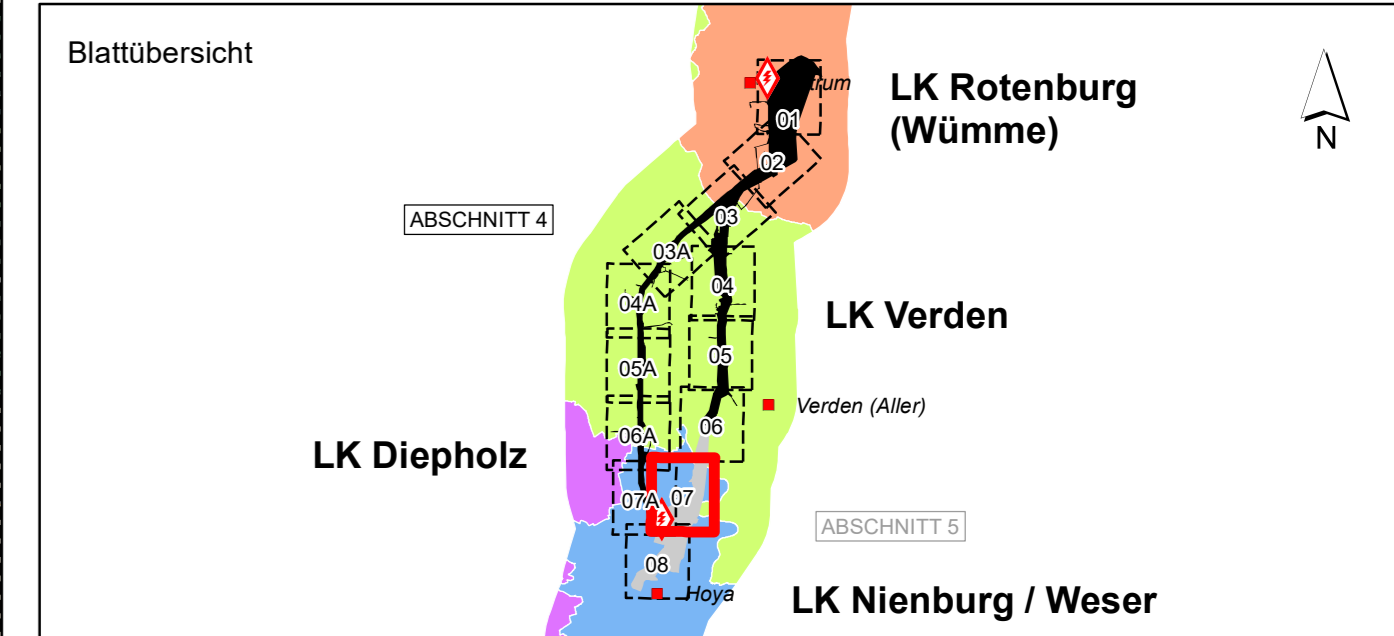 Blattübersicht
LK Rotenburg
(Wümme)
N
01
02
ABSCHNITT 4
03
03A
04
04A
LK Verden
05
05A
Verden (Aller)
06
06A
LK Diepholz
07A
07
ABSCHNITT 5
08
Hoya
LK Nienburg / Weser